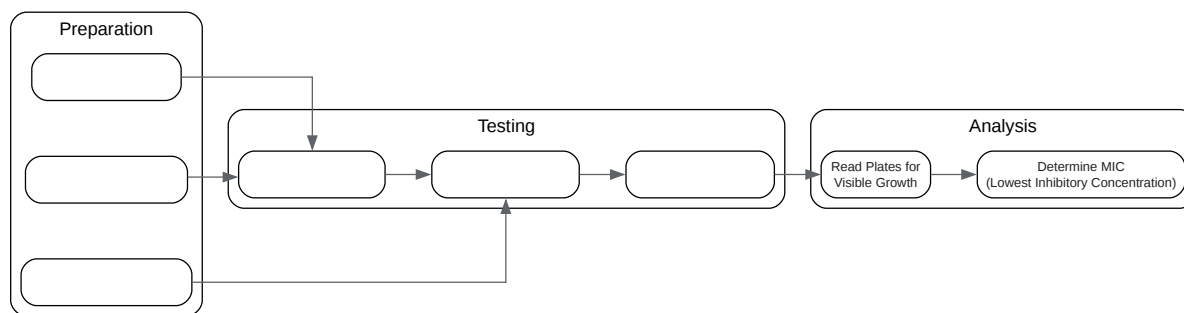 Preparation
Testing
Analysis
Read Plates for
Visible Growth
Determine MIC
(Lowest Inhibitory Concentration)